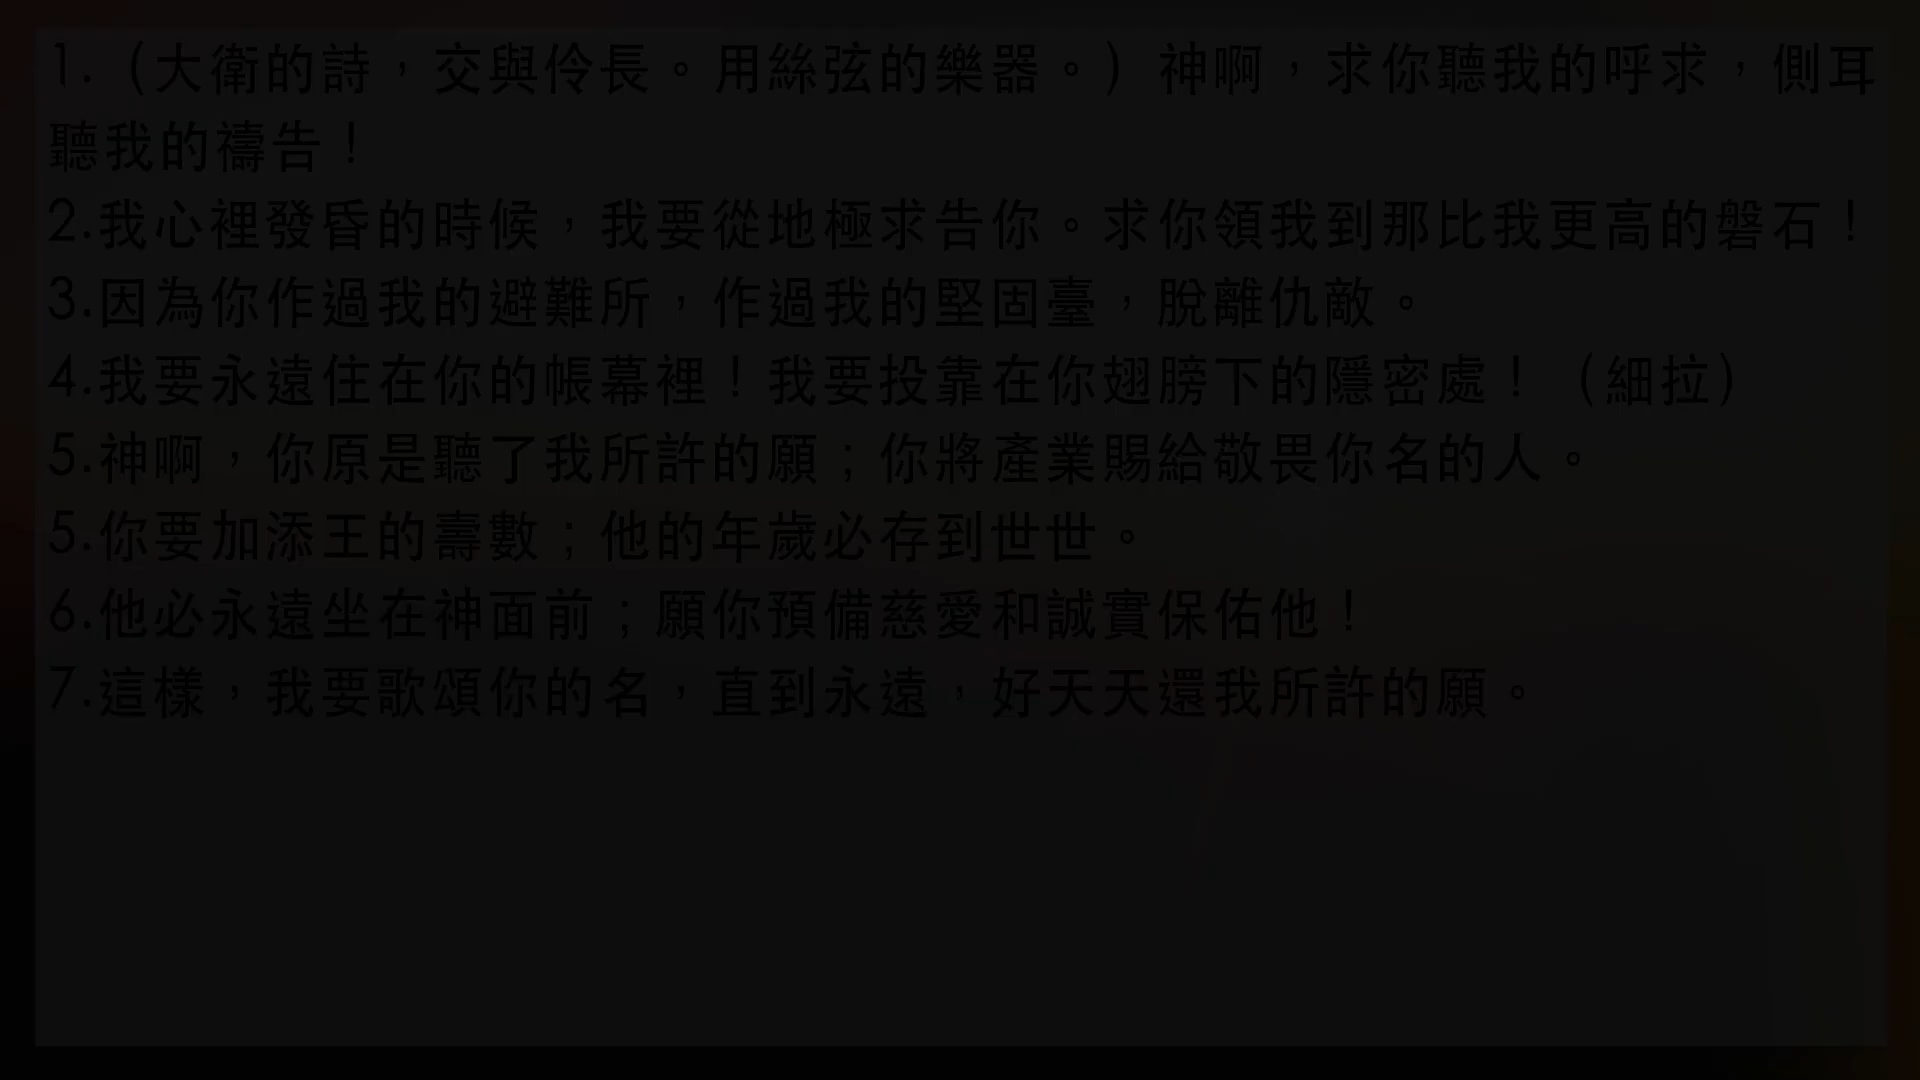 1.（大衛的詩，交與伶長。用絲弦的樂器。）神啊，求你聽我的呼求，側耳
聽我的禱告！
2.我心裡發昏的時候，我要從地極求告你。求你領我到那比我更高的磐石！
3.因為你作過我的避難所，作過我的堅固臺，脫離仇敵。
4.我要永遠住在你的帳幕裡！我要投靠在你翅膀下的隱密處！（細拉）
5.神啊，你原是聽了我所許的願；你將產業賜給敬畏你名的人。
5.你要加添王的壽數；他的年歲必存到世世。
6.他必永遠坐在神面前；願你預備慈愛和誠實保佑他！
7.這樣，我要歌頌你的名，直到永遠，好天天還我所許的願。